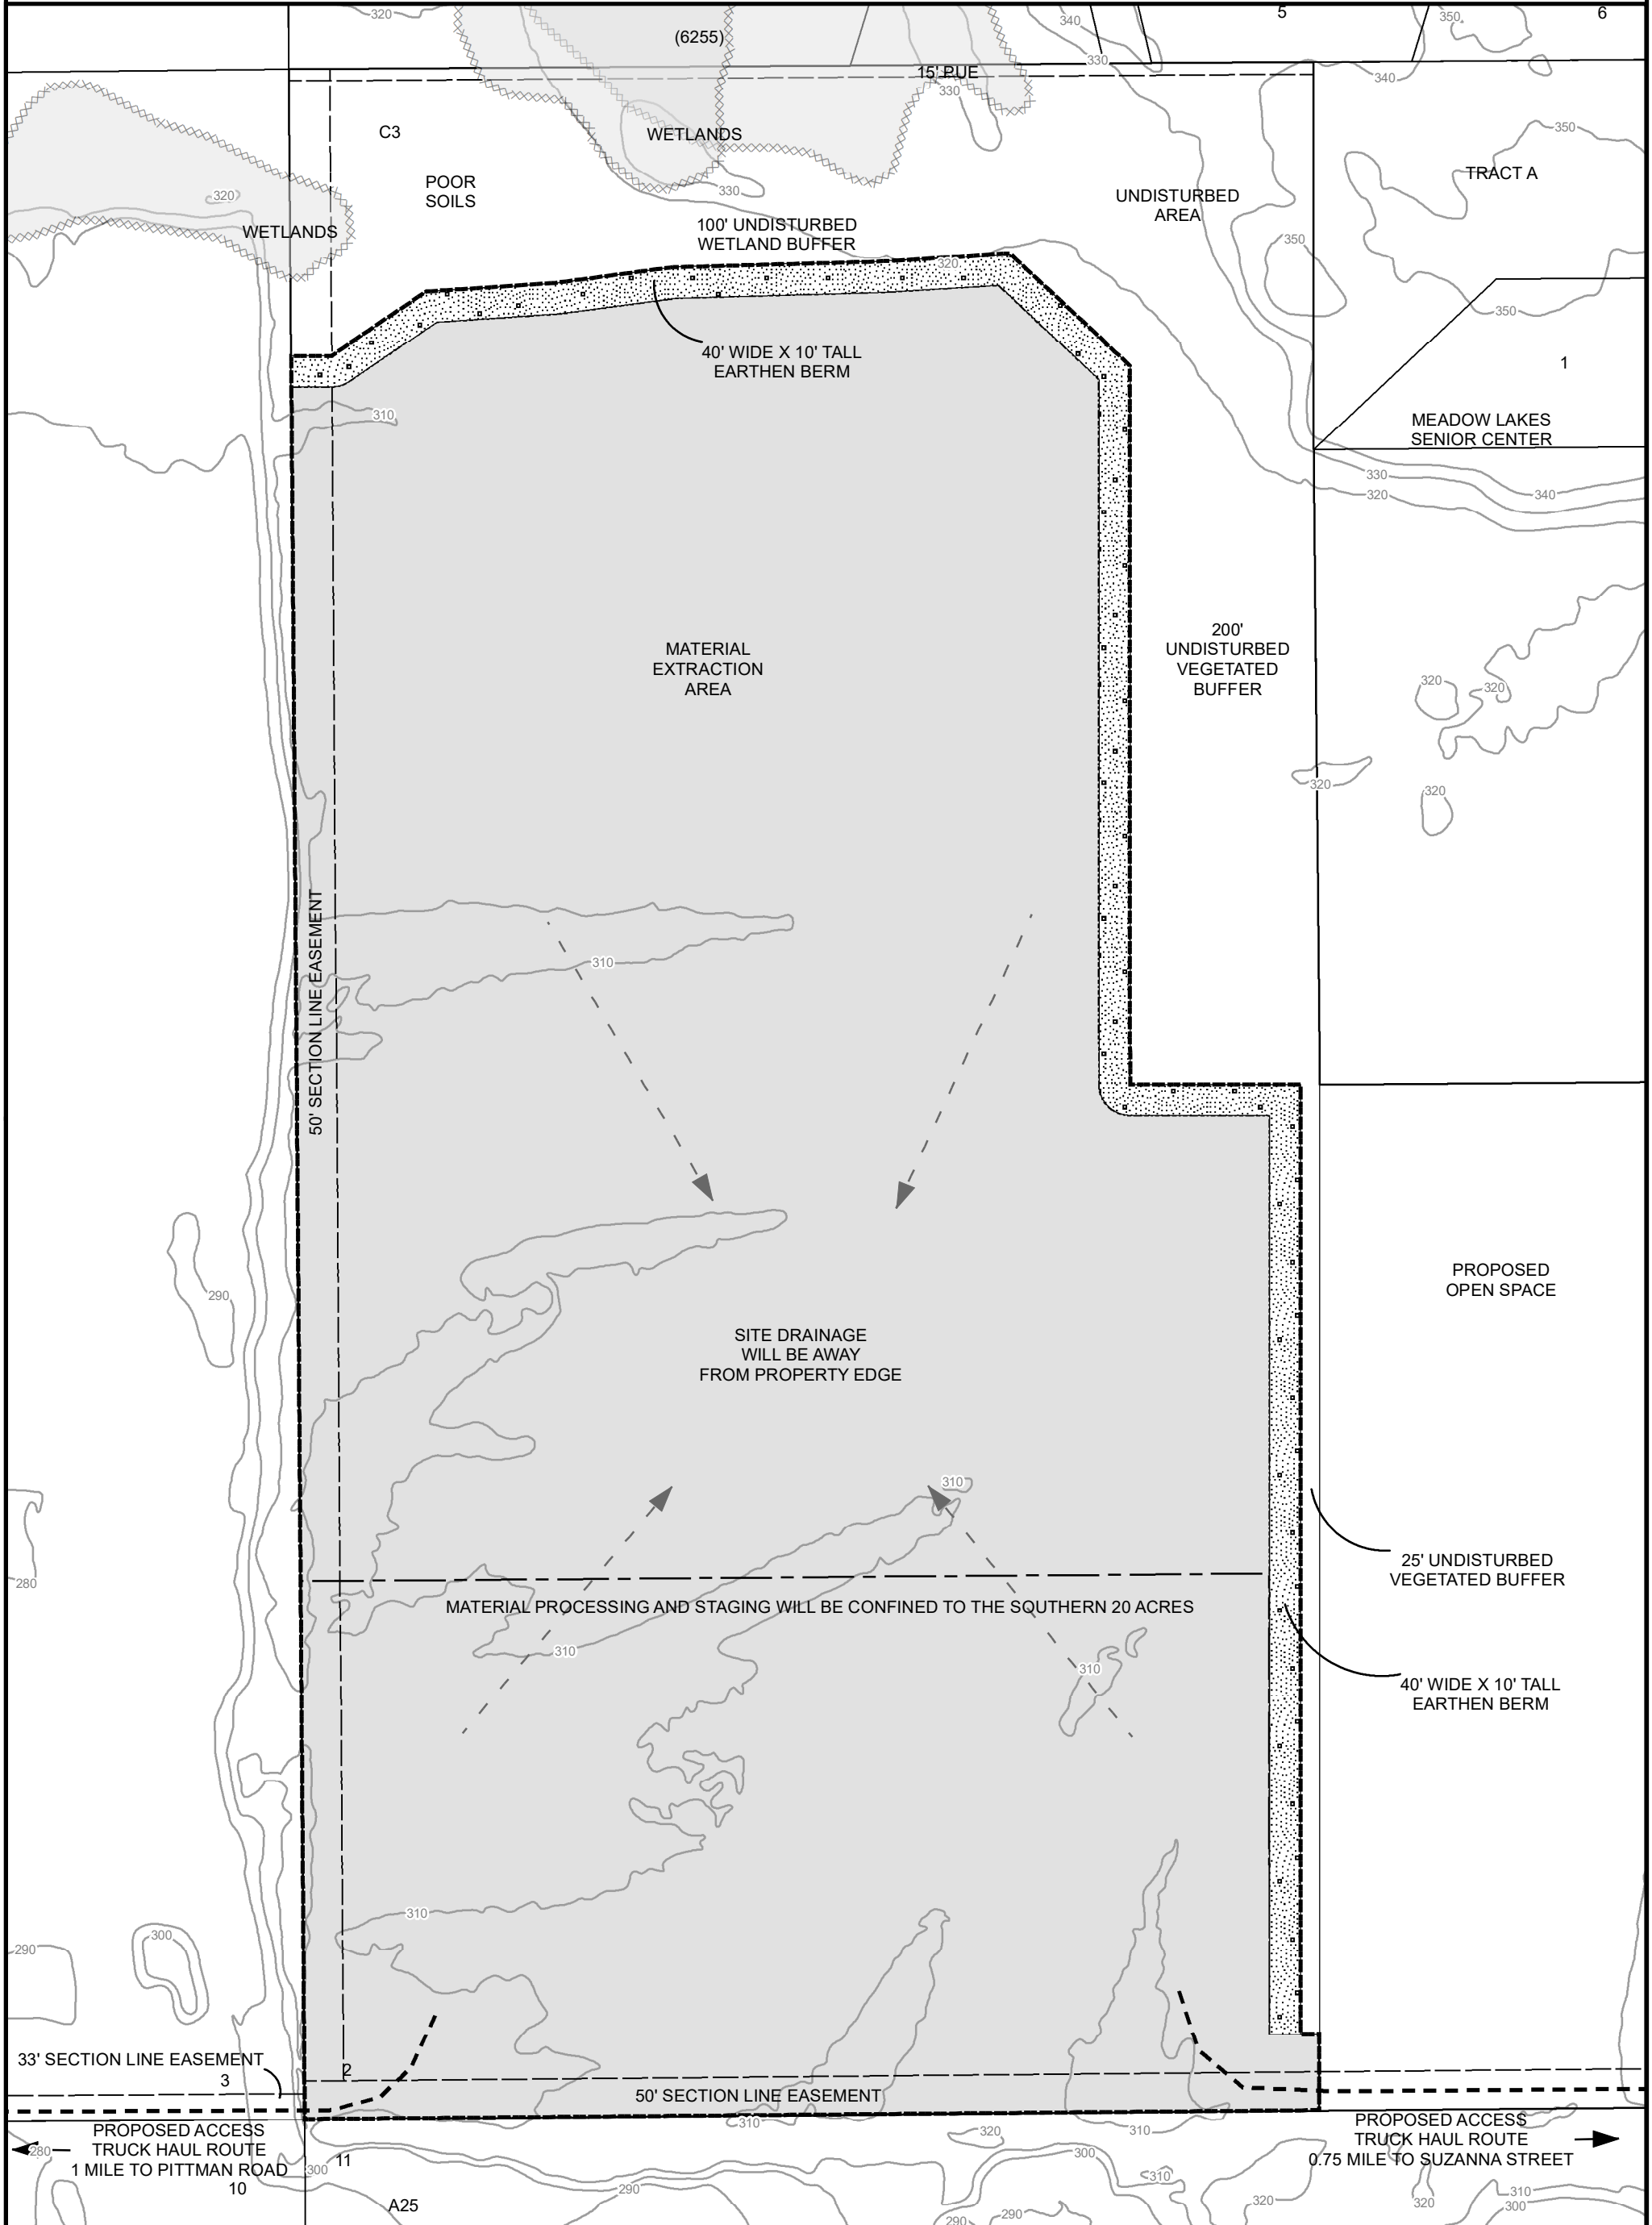 320
(6255)
340
330
5
350
6
15' PUE
330
340
C3
WETLANDS
350
POOR
SOILS
330
320
UNDISTURBED
AREA
TRACT A
WETLANDS
100' UNDISTURBED
WETLAND BUFFER
350
320
350
40' WIDE X 10' TALL
EARTHEN BERM
1
310
MEADOW LAKES
SENIOR CENTER
330
320
340
MATERIAL
EXTRACTION
AREA
200'
UNDISTURBED
VEGETATED
BUFFER
320
320
320
320
50' SECTION LINE EASEMENT
310
290
PROPOSED
OPEN SPACE
SITE DRAINAGE
WILL BE AWAY
FROM PROPERTY EDGE
310
280
25' UNDISTURBED
VEGETATED BUFFER
MATERIAL PROCESSING AND STAGING WILL BE CONFINED TO THE SOUTHERN 20 ACRES
310
310
40' WIDE X 10' TALL
EARTHEN BERM
310
300
290
33' SECTION LINE EASEMENT
3
2
50' SECTION LINE EASEMENT
310
310
PROPOSED ACCESS
TRUCK HAUL ROUTE
1 MILE TO PITTMAN ROAD
280
10
11
300
A25
290
320
300
310
290
290
PROPOSED ACCESS
TRUCK HAUL ROUTE
0.75 MILE TO SUZANNA STREET
320
320
310
300